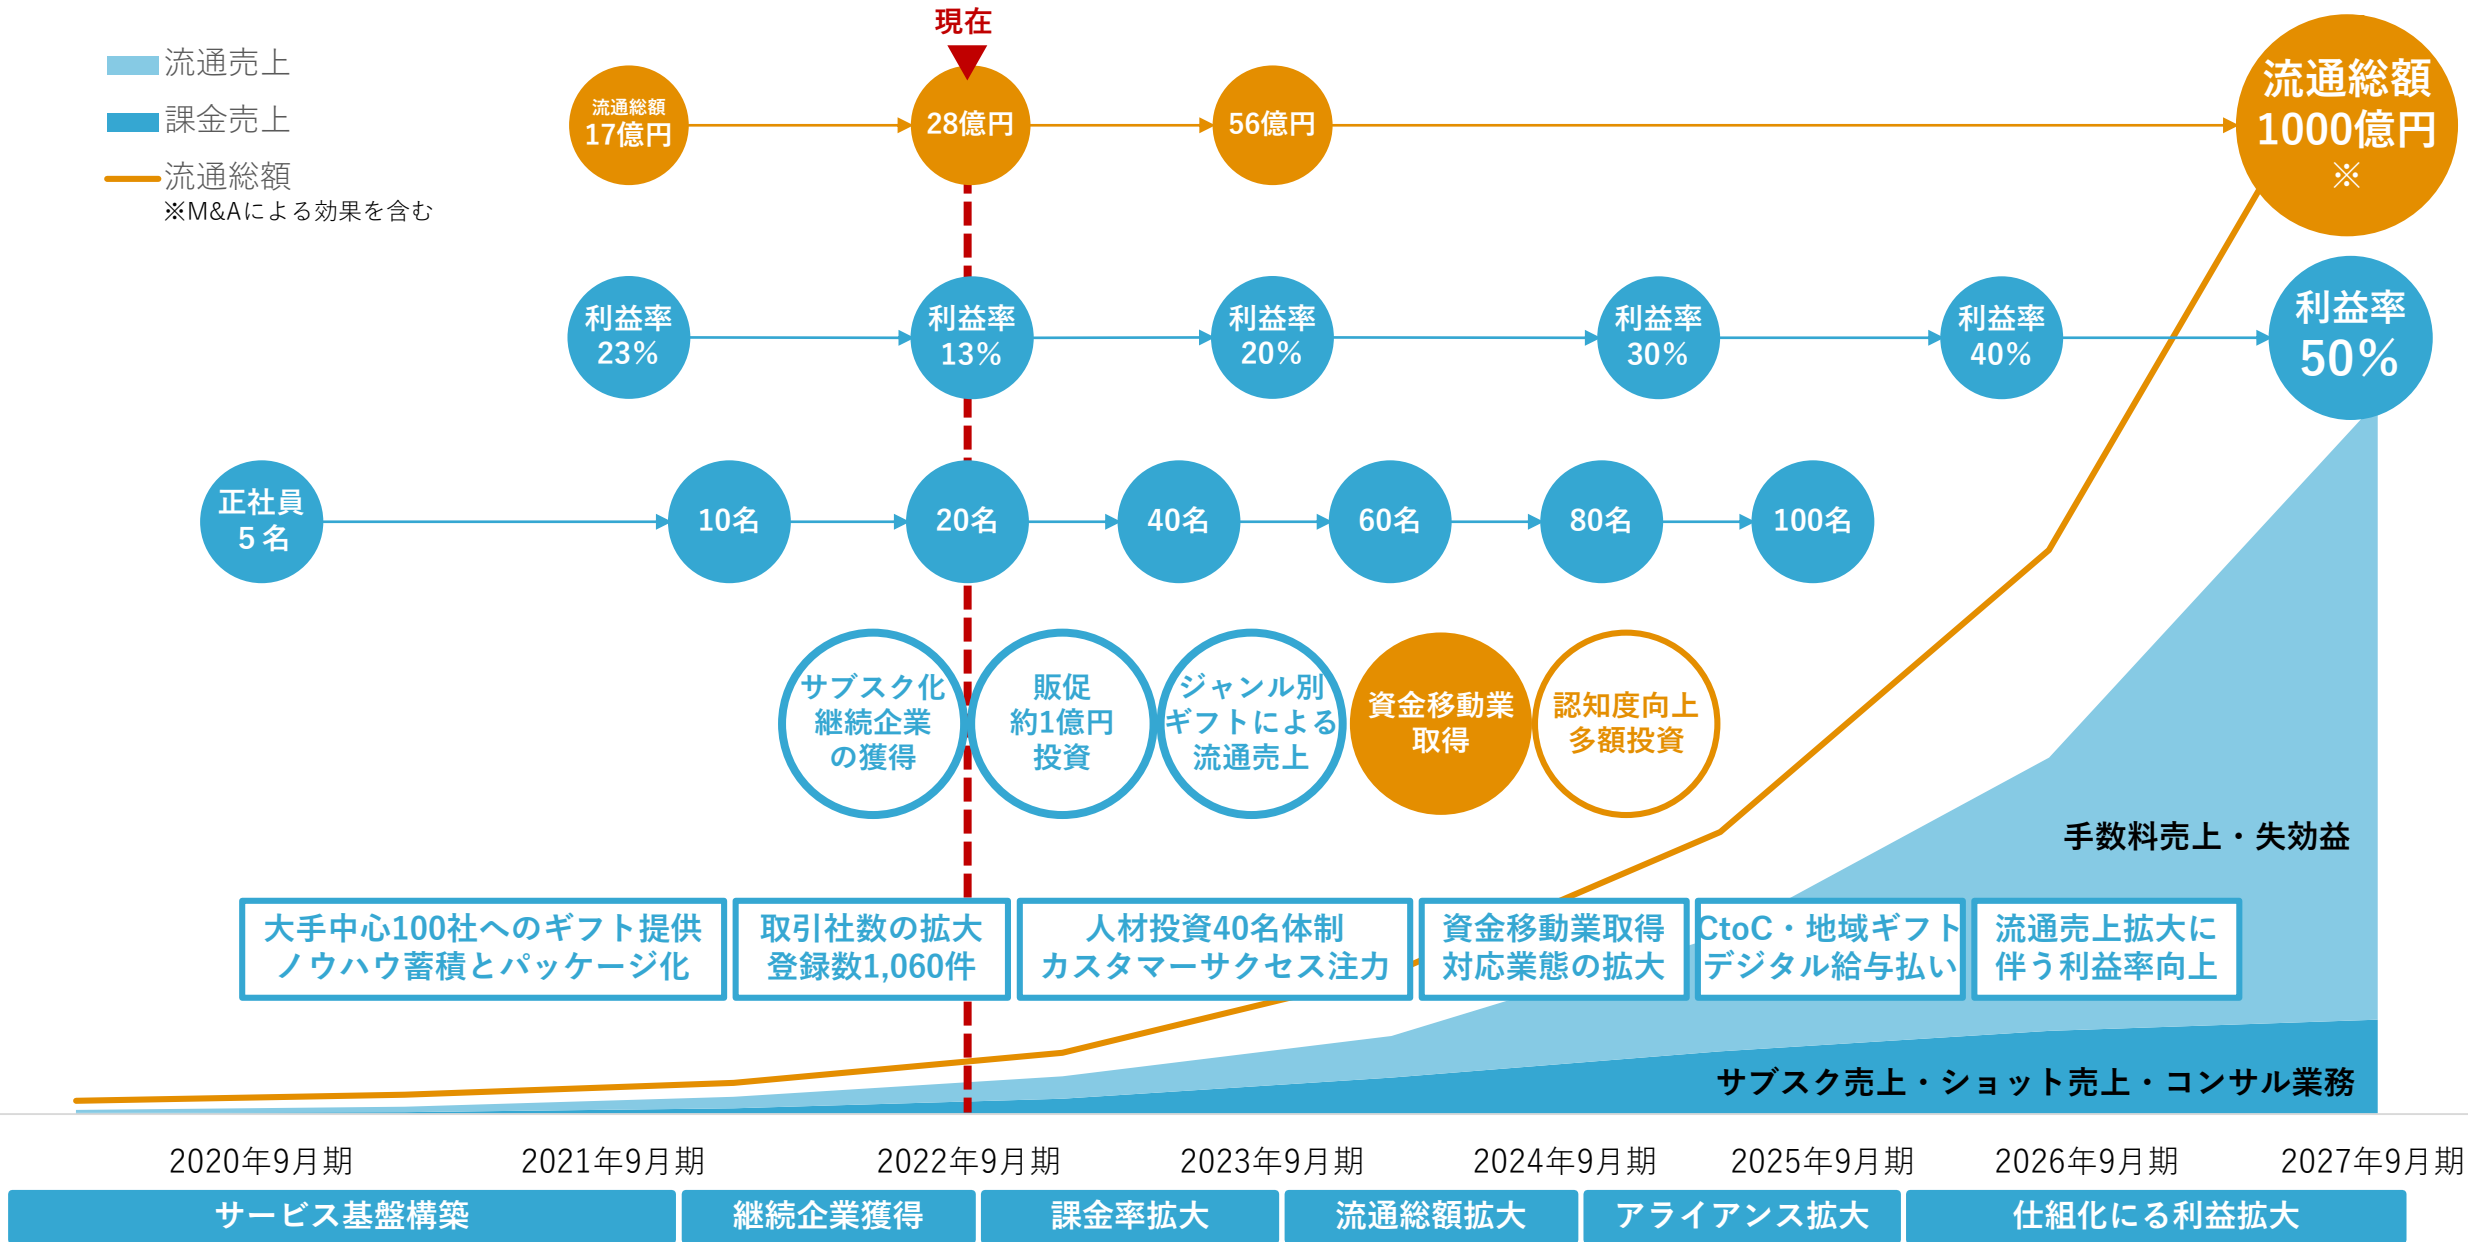 現在
流通売上
課金売上
流通総額
※M&Aによる効果を含む
流通総額
17億円
28億円
56億円
流通総額
1000億円
※
利益率
23%
利益率
13%
利益率
20%
利益率
30%
利益率
40%
利益率
50%
正社員
5名
10名
20名
40名
60名
80名
100名
サブスク化
継続企業
の獲得
販促
約1億円
投資
ジャンル別
ギフトによる
流通売上
資金移動業
取得
認知度向上
多額投資
手数料売上・失効益
大手中心100社へのギフト提供
ノウハウ蓄積とパッケージ化
取引社数の拡大
登録数1,060件
人材投資40名体制
カスタマーサクセス注力
資金移動業取得
対応業態の拡大
CtoC・地域ギフト
デジタル給与払い
流通売上拡大に
伴う利益率向上
サブスク売上・ショット売上・コンサル業務
2020年9月期
2021年9月期
2022年9月期
2023年9月期
2024年9月期
2025年9月期
2026年9月期
2027年9月期
サービス基盤構築
継続企業獲得
課金率拡大
流通総額拡大
アライアンス拡大
仕組化にる利益拡大